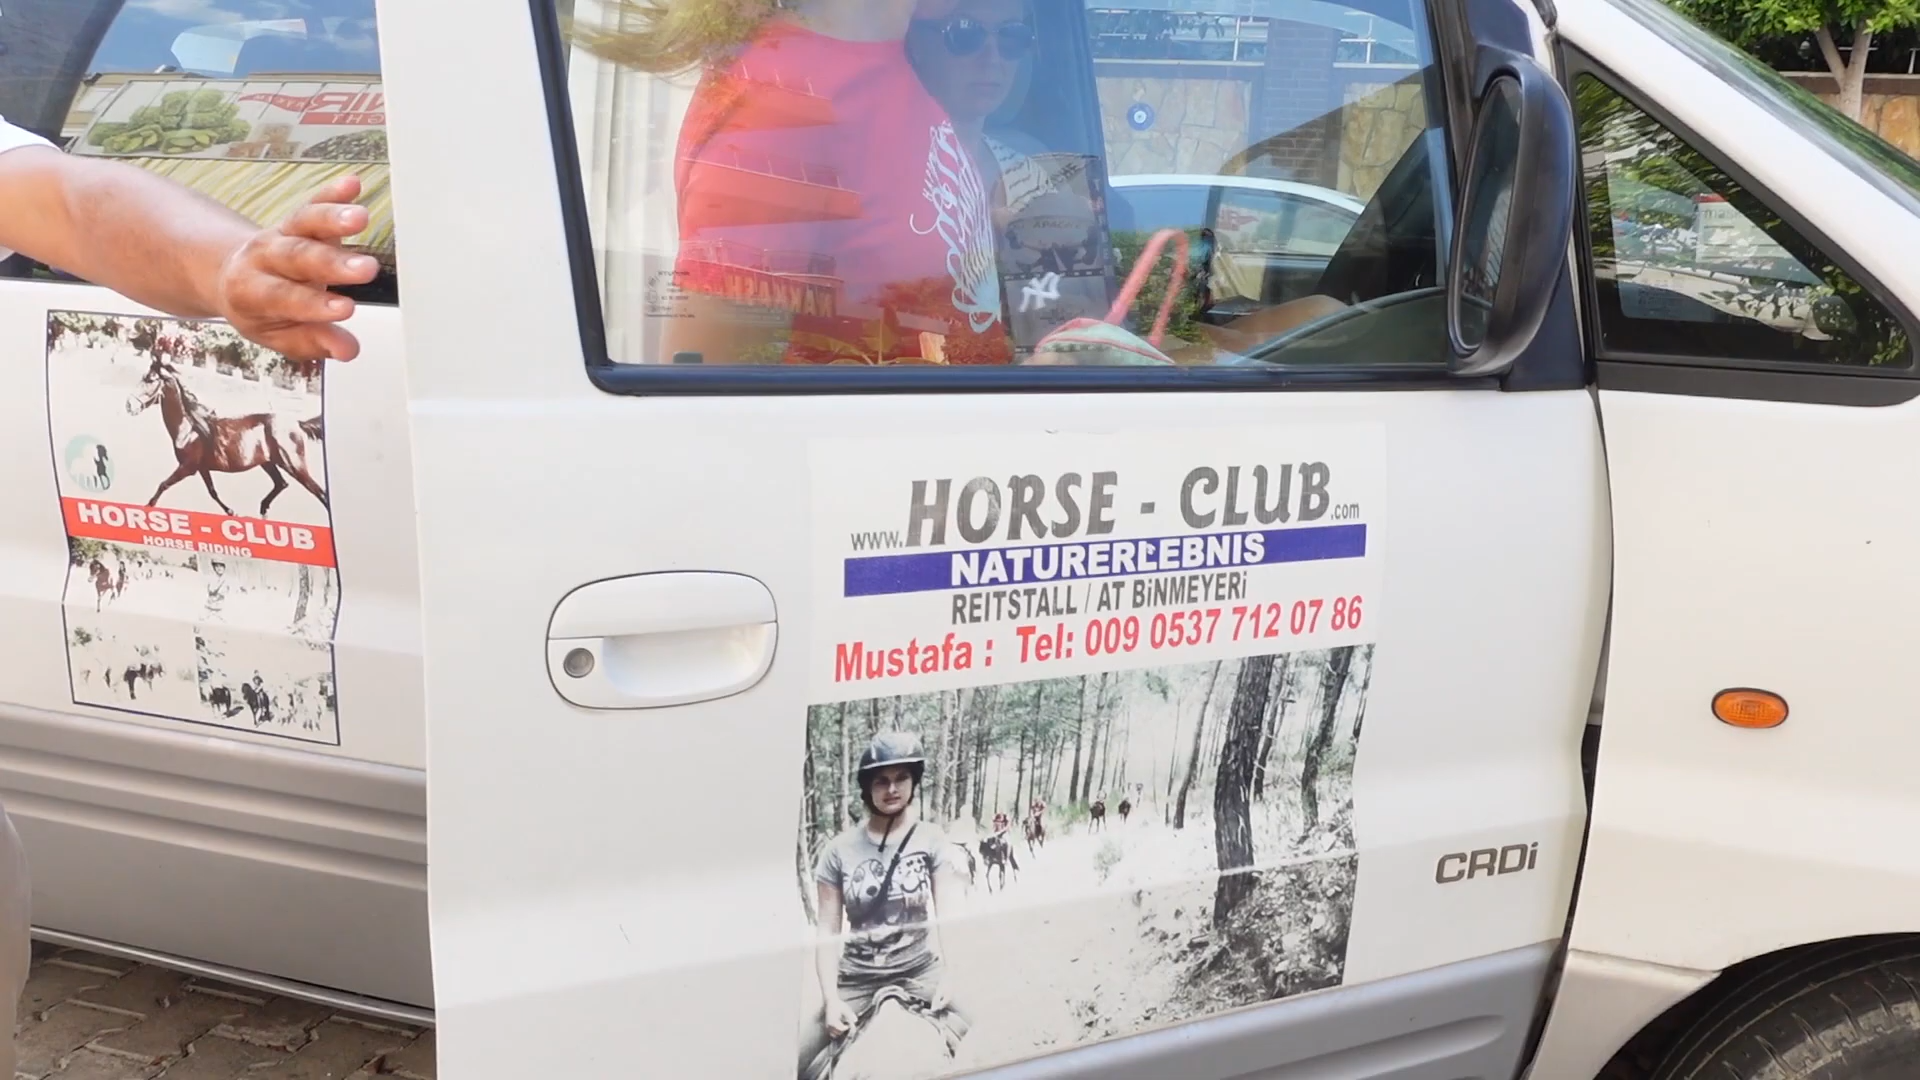 HORSE - CLUB
HORSE RIDING
www.HORSE - CLUB.com
NATURERLEBNIS
REITSTALL / AT BiNMEYERi
Mustafa : Tel: 009 0537 712 07 86
CRDi